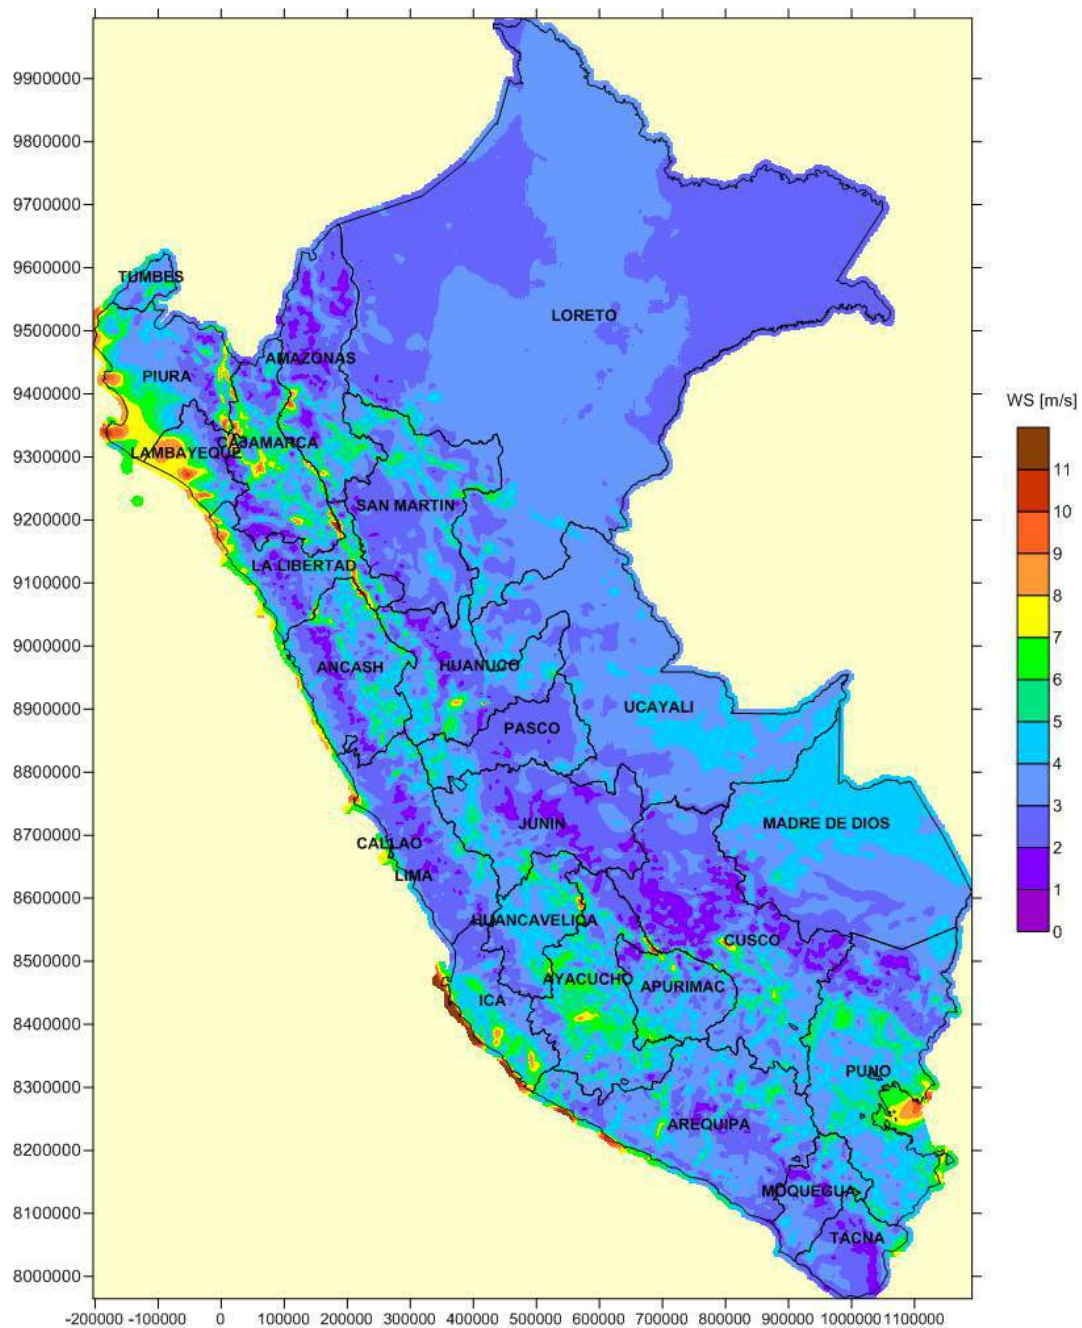 9900000
9800000
9700000
9600000
9500000
9400000
9300000
9200000
9100000
9000000
8900000
8800000
8700000
8600000
8500000
8400000
8300000
8200000
8100000
8000000
TUMBES
LORETO
AMAZONAS
PIURA
CAJAMARCA
LAMBAYEQUE
SAN MARTIN
LA LIBERTAD
ANCASH
HUANUCO
UCAYALI
PASCO
JUNIN
MADRE DE DIOS
CALLAO
LIMA
HUANCAVELICA
CUSCO
AYACUCHO
APURIMAC
ICA
PUNO
AREQUIPA
MOQUEGUA
TACNA
WS [m/s]
11
10
9
8
7
6
5
4
3
2
1
0
-200000 -100000 0 100000 200000 300000 400000 500000 600000 700000 800000 900000 1000000 1100000